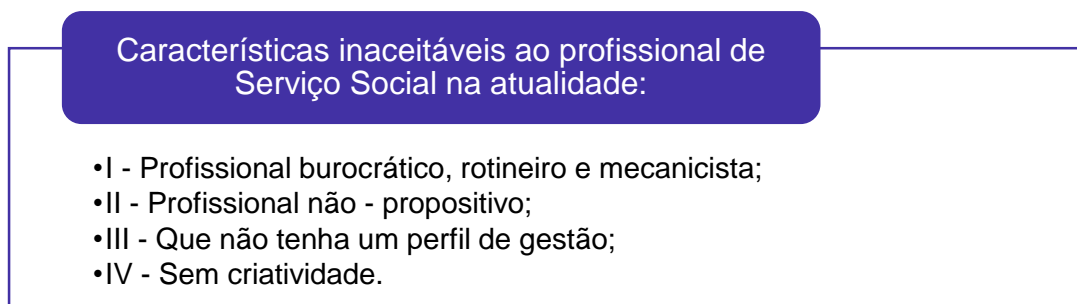 Características inaceitáveis ao profissional de
Serviço Social na atualidade:
•I - Profissional burocrático, rotineiro e mecanicista;
•II - Profissional não - propositivo;
•III - Que não tenha um perfil de gestão;
•IV - Sem criatividade.